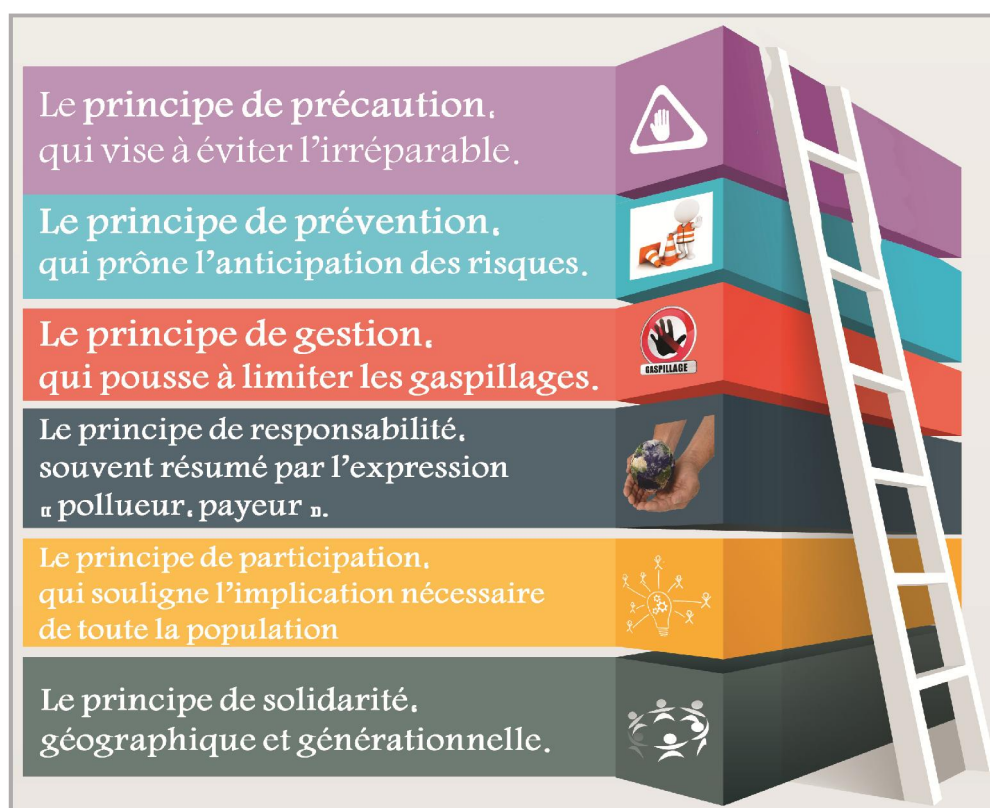 Le principe de précaution,
qui vise à éviter l'irréparable.
Le principe de prévention,
qui prône l'anticipation des risques.
Le principe de gestion,
qui pousse à limiter les gaspillages.
GASPILLAGE
Le principe de responsabilité,
souvent résumé par l'expression
« pollueur, payeur ».
Le principe de participation,
qui souligne l'implication nécessaire
de toute la population
Le principe de solidarité,
géographique et générationnelle.